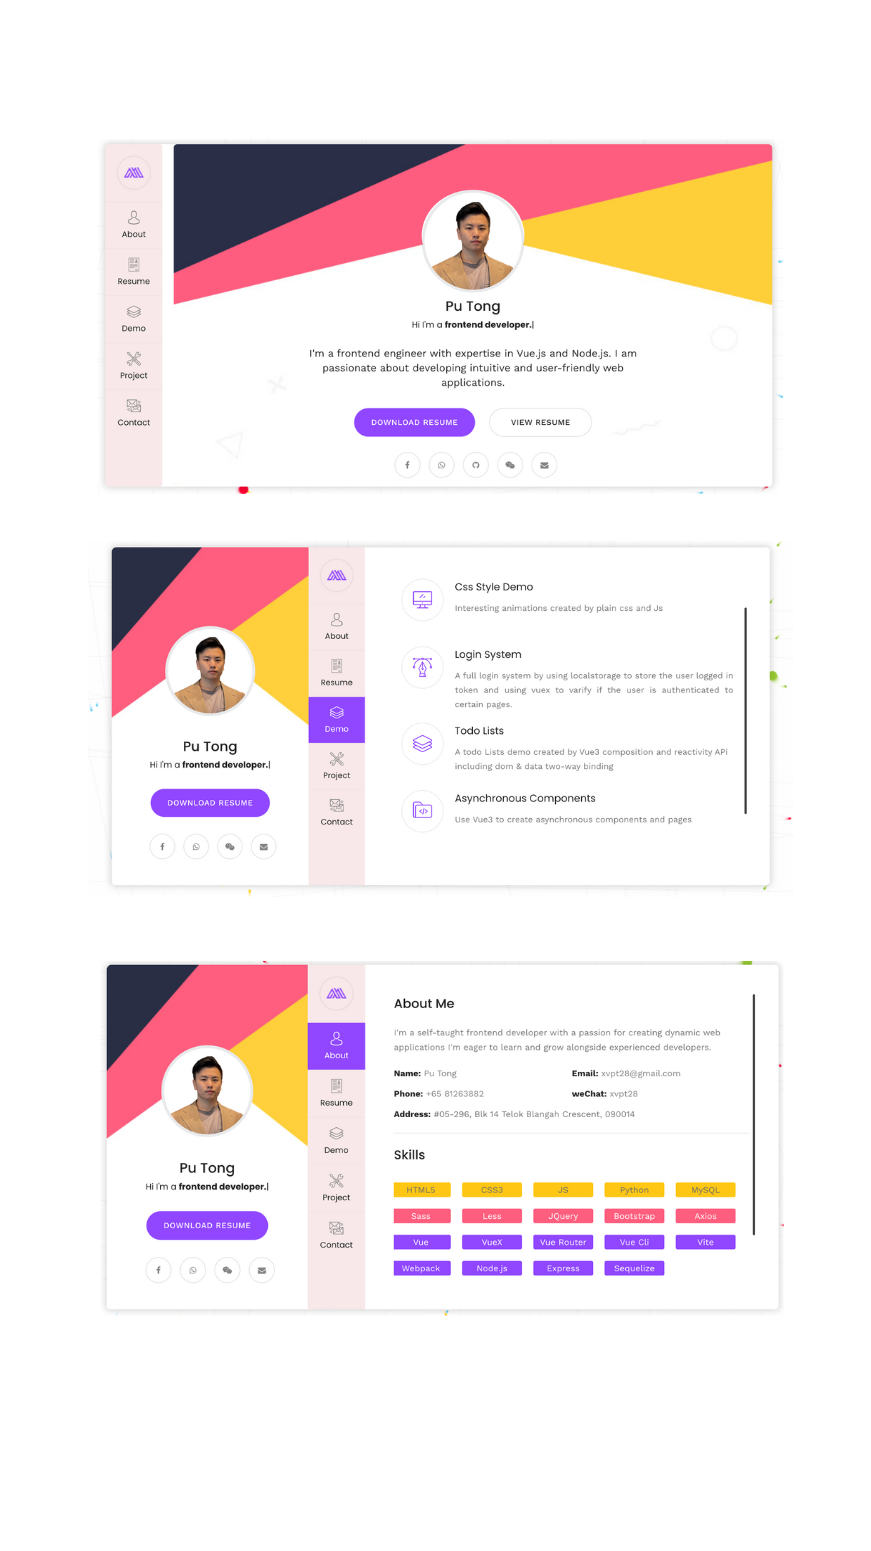 About
Resume
Demo
Project
Contact
Pu Tong
Hi I'm a frontend developer.|
I'm a frontend engineer with expertise in Vue.js and Node.js. I am
passionate about developing intuitive and user-friendly web
applications.
DOWNLOAD RESUME
VIEW RESUME
Pu Tong
Hi I'm a frontend developer.|
DOWNLOAD RESUME
About
Resume
Demo
Project
Contact
Css Style Demo
Interesting animations created by plain css and Js
Login System
A full login system by using localstorage to store the user logged in
token and using vuex to varify if the user is authenticated to
certain pages.
Todo Lists
A todo Lists demo created by Vue3 composition and reactivity APi
including dom & data two-way binding
Asynchronous Components
Use Vue3 to create asynchronous components and pages
Pu Tong
Hi I'm a frontend developer.|
DOWNLOAD RESUME
About
Resume
Demo
Project
Contact
About Me
I'm a self-taught frontend developer with a passion for creating dynamic web
applications I'm eager to learn and grow alongside experienced developers.
Name: Pu Tong
Email: xvpt28@gmail.com
Phone: +65 81263882
weChat: xvpt28
Address: #05-296, Blk 14 Telok Blangah Crescent, 090014
Skills
HTML5 CSS3 JS Python MySQL
Sass Less JQuery Bootstrap Axios
Vue VueX Vue Router Vue Cli Vite
Webpack Node.js Express Sequelize